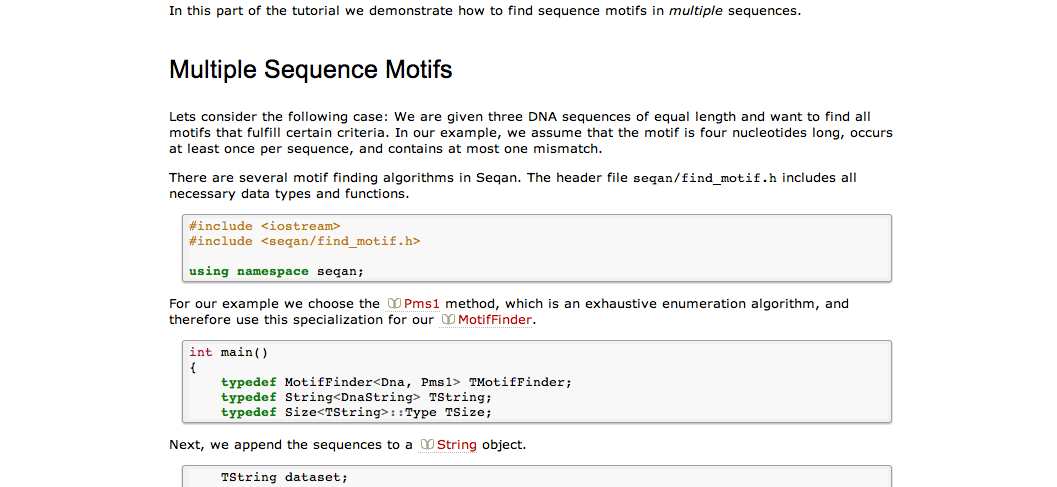 In this part of the tutorial we demonstrate how to find sequence motifs in multiple sequences.
Multiple Sequence Motifs
Lets consider the following case: We are given three DNA sequences of equal length and want to find all
motifs that fulfill certain criteria. In our example, we assume that the motif is four nucleotides long, occurs
at least once per sequence, and contains at most one mismatch.
There are several motif finding algorithms in Seqan. The header file seqan/find_motif.h includes all
necessary data types and functions.
#include <iostream>
#include <seqan/find_motif.h>
using namespace seqan;
For our example we choose the Pms1 method, which is an exhaustive enumeration algorithm, and
therefore use this specialization for our MotifFinder.
int main()
{
    typedef MotifFinder<Dna, Pms1> TMotifFinder;
    typedef String<DnaString> TString;
    typedef Size<TString>::Type TSize;
Next, we append the sequences to a String object.
    TString dataset;